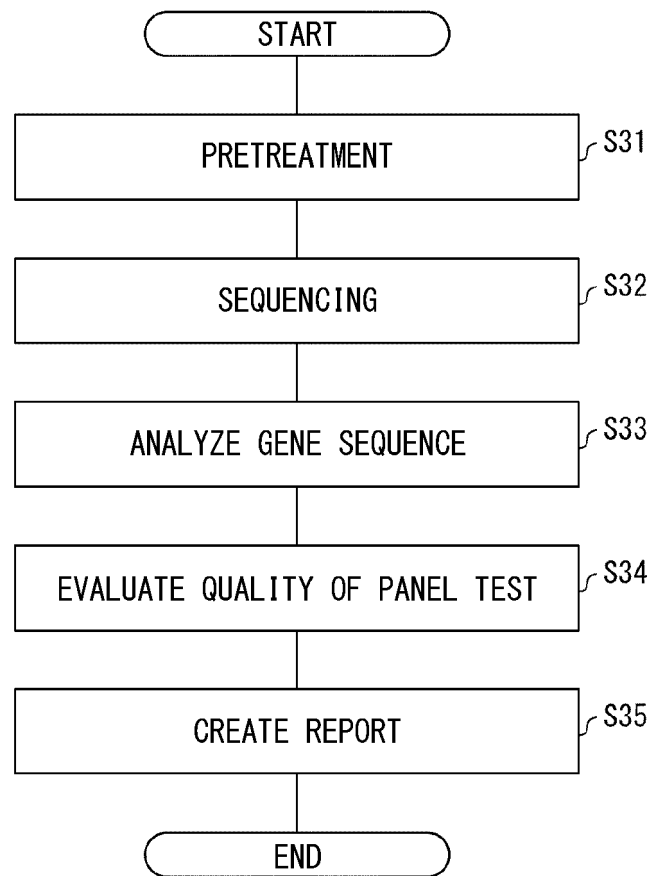 START
PRETREATMENT
S31
SEQUENCING
S32
ANALYZE GENE SEQUENCE
S33
EVALUATE QUALITY OF PANEL TEST
S34
CREATE REPORT
S35
END